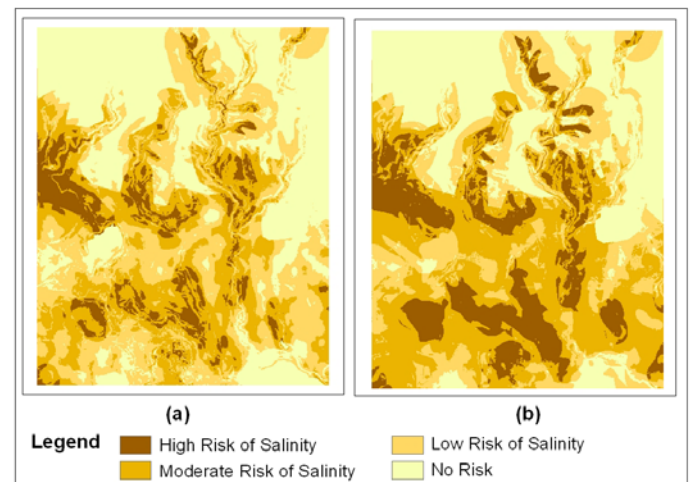 (a) (b)
Legend
High Risk of Salinity Low Risk of Salinity
Moderate Risk of Salinity No Risk